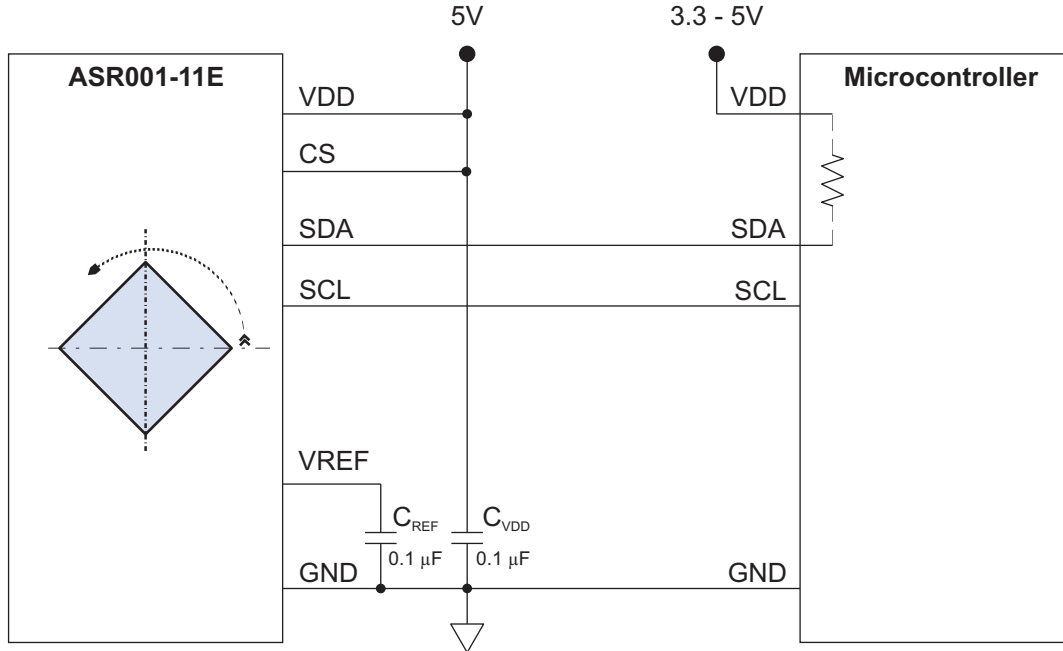 5V
3.3 - 5V
ASR001-11E
Microcontroller
VDD
VDD
CS
SDA
SDA
SCL
SCL
VREF
CREF
0.1 μF
CVDD
0.1 μF
GND
GND